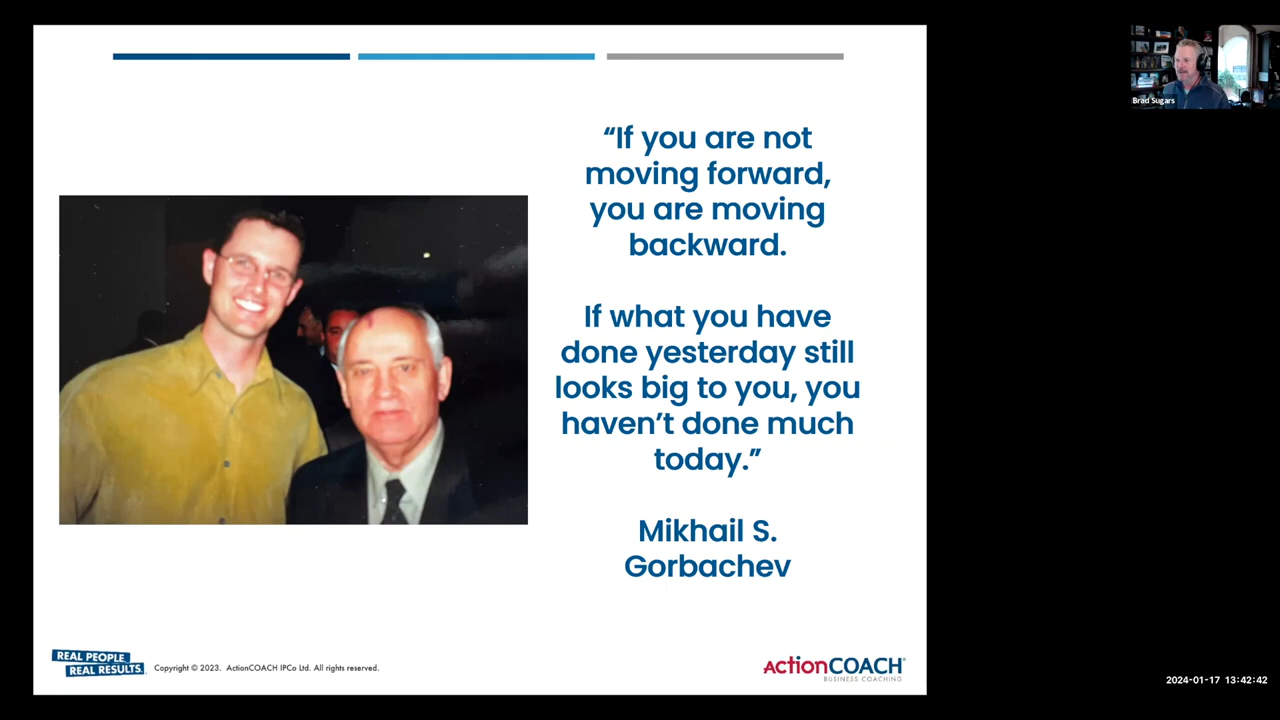 “If you are not
moving forward,
you are moving
backward.
If what you have
done yesterday still
looks big to you, you
haven’t done much
today.”
Mikhail S.
Gorbachev
REAL PEOPLE.
REAL RESULTS.
Copyright © 2023. ActionCOACH IPCo Ltd. All rights reserved.
actionCOACH®
BUSINESS COACHING
Brad Sugars
2024-01-17 13:42:42